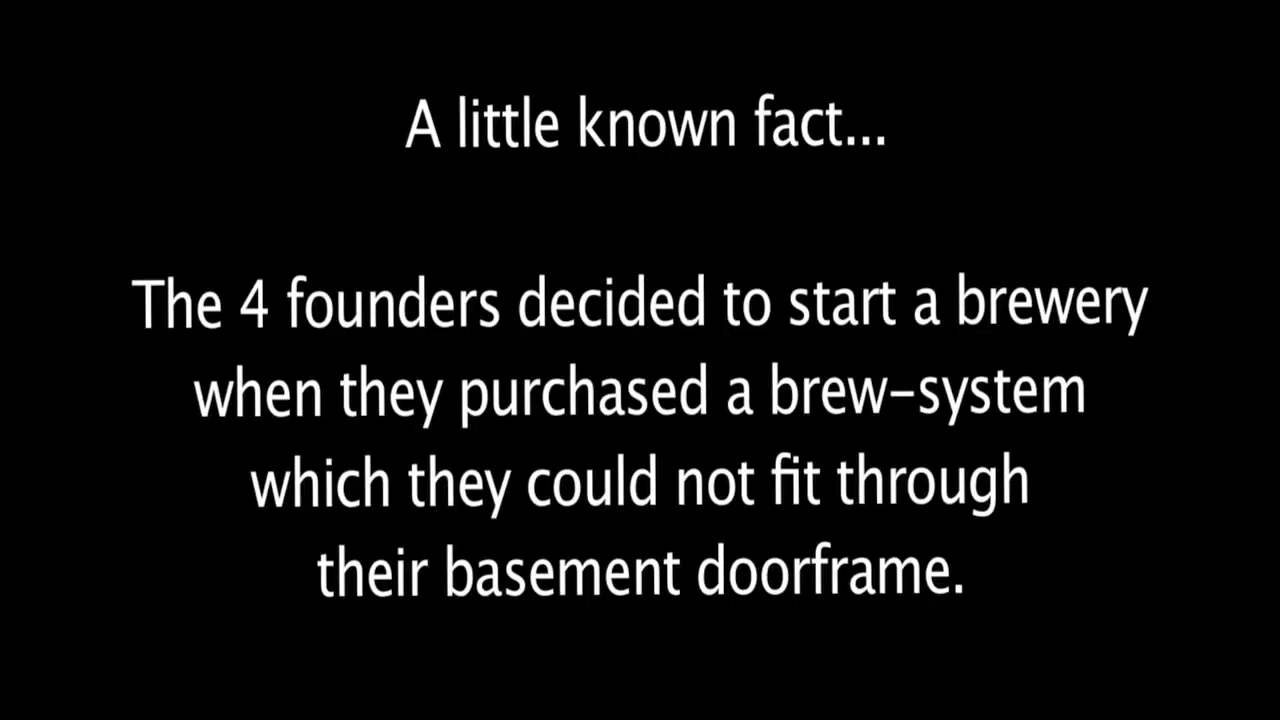 A little known fact...
The 4 founders decided to start a brewery
when they purchased a brew-system
which they could not fit through
their basement doorframe.